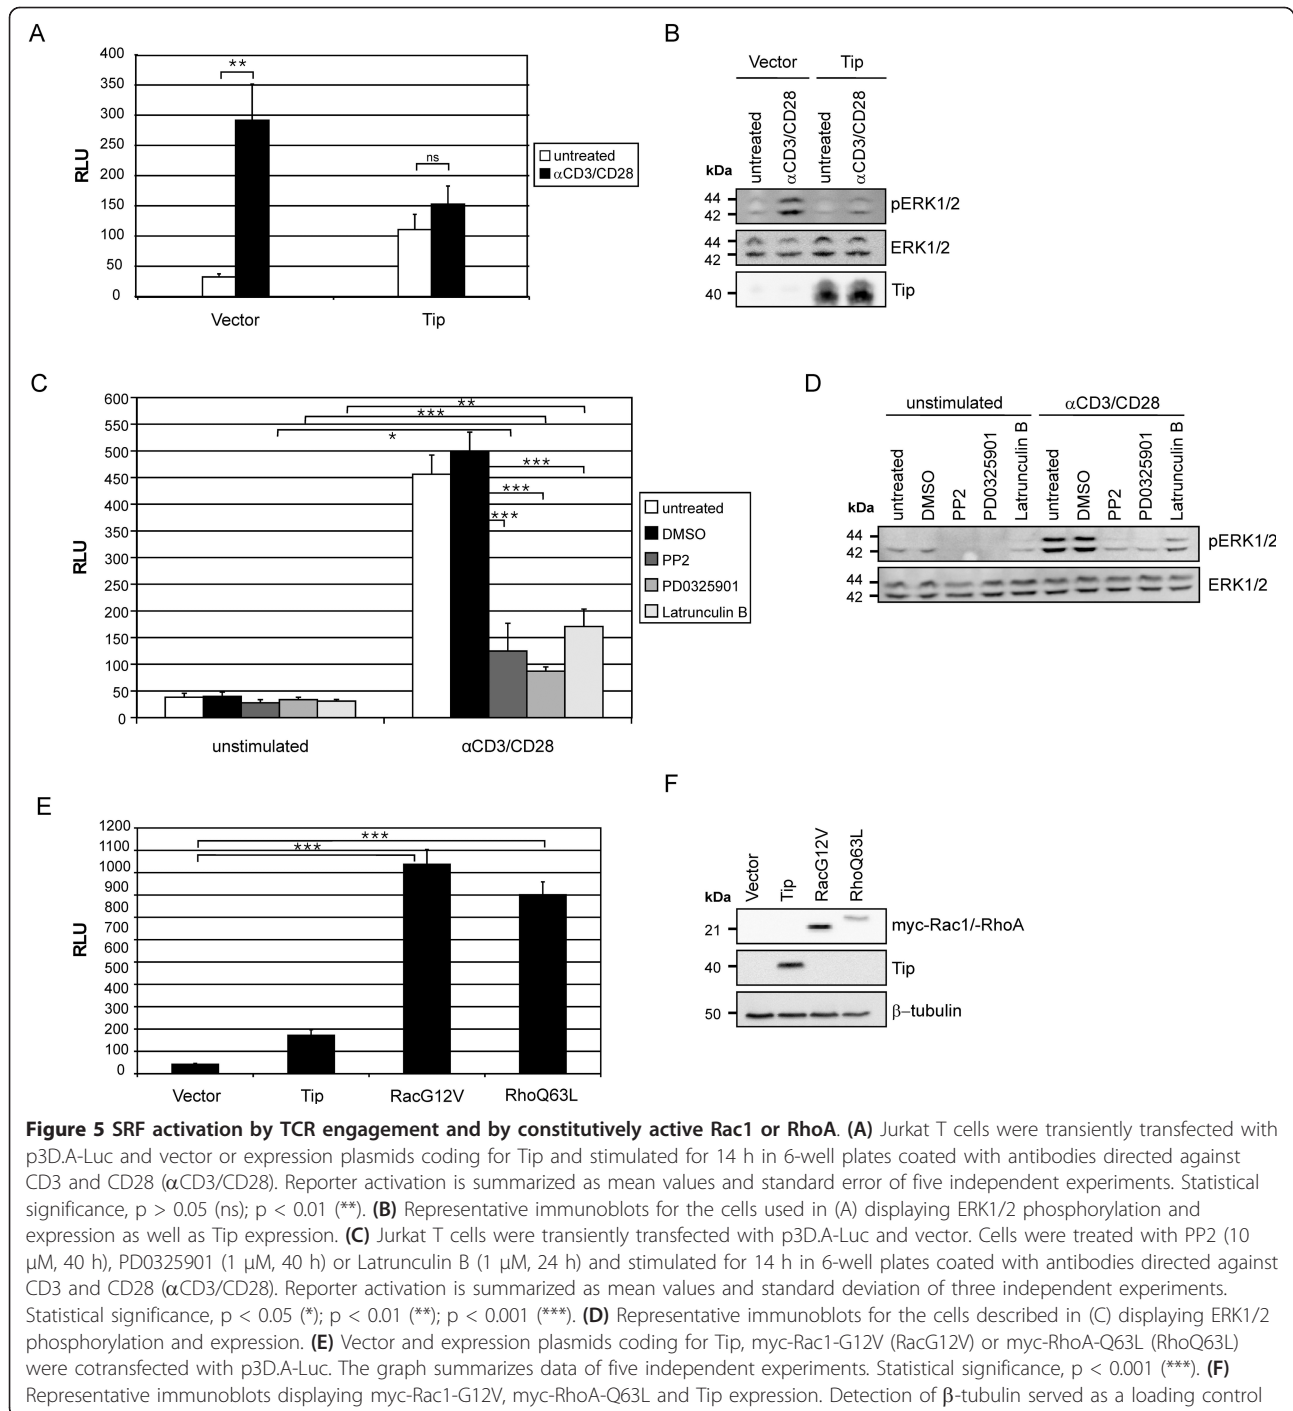 A
400
350
300
250
200
150
100
50
0
RLU
**
ns
Vector
Tip
untreated
αCD3/CD28
B
Vector
Tip
untreated
αCD3/CD28
untreated
αCD3/CD28
kDa
44
42
pERK1/2
44
42
ERK1/2
40
Tip
C
600
550
500
450
400
350
300
250
200
150
100
50
0
RLU
**
***
*
***
***
***
unstimulated
αCD3/CD28
untreated
DMSO
PP2
PD0325901
Latrunculin B
D
unstimulated
αCD3/CD28
untreated
DMSO
PP2
PD0325901
Latrunculin B
untreated
DMSO
PP2
PD0325901
Latrunculin B
kDa
44
42
pERK1/2
44
42
ERK1/2
E
1200
1100
1000
900
800
700
600
500
400
300
200
100
0
RLU
***
***
Vector
Tip
RacG12V
RhoQ63L
F
Vector
Tip
RacG12V
RhoQ63L
kDa
21
myc-Rac1/-RhoA
40
Tip
50
β–tubulin
Figure 5 SRF activation by TCR engagement and by constitutively active Rac1 or RhoA. (A) Jurkat T cells were transiently transfected with
p3D.A-Luc and vector or expression plasmids coding for Tip and stimulated for 14 h in 6-well plates coated with antibodies directed against
CD3 and CD28 (αCD3/CD28). Reporter activation is summarized as mean values and standard error of five independent experiments. Statistical
significance, p > 0.05 (ns); p < 0.01 (**). (B) Representative immunoblots for the cells used in (A) displaying ERK1/2 phosphorylation and
expression as well as Tip expression. (C) Jurkat T cells were transiently transfected with p3D.A-Luc and vector. Cells were treated with PP2 (10
μM, 40 h), PD0325901 (1 μM, 40 h) or Latrunculin B (1 μM, 24 h) and stimulated for 14 h in 6-well plates coated with antibodies directed against
CD3 and CD28 (αCD3/CD28). Reporter activation is summarized as mean values and standard deviation of three independent experiments.
Statistical significance, p < 0.05 (*); p < 0.01 (**); p < 0.001 (***). (D) Representative immunoblots for the cells described in (C) displaying ERK1/2
phosphorylation and expression. (E) Vector and expression plasmids coding for Tip, myc-Rac1-G12V (RacG12V) or myc-RhoA-Q63L (RhoQ63L)
were cotransfected with p3D.A-Luc. The graph summarizes data of five independent experiments. Statistical significance, p < 0.001 (***). (F)
Representative immunoblots displaying myc-Rac1-G12V, myc-RhoA-Q63L and Tip expression. Detection of β-tubulin served as a loading control